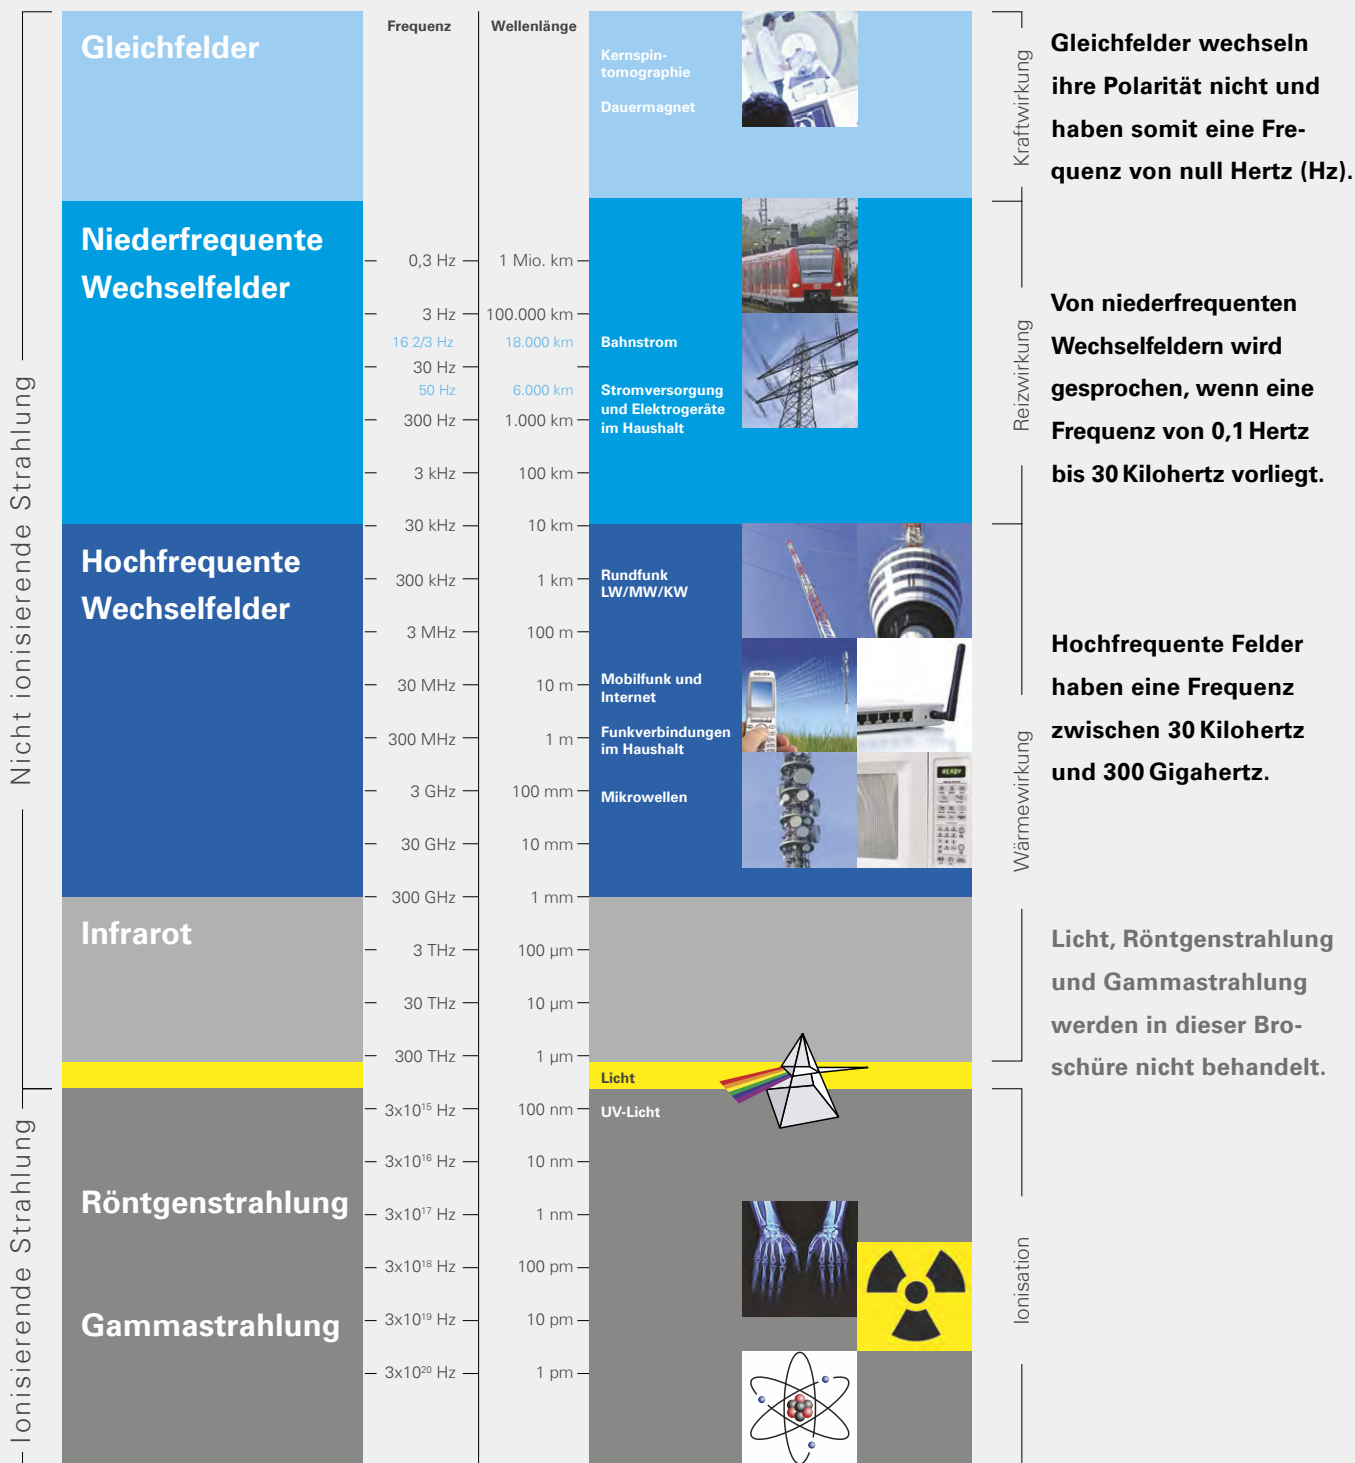 Frequenz
Wellenlänge
Nicht ionisierende Strahlung
Ionisierende Strahlung
Gleichfelder
Niederfrequente
Wechselfelder
Hochfrequente
Wechselfelder
Infrarot
Röntgenstrahlung
Gammastrahlung
0,3 Hz 1 Mio. km
3 Hz 100.000 km
16 2/3 Hz 18.000 km
30 Hz
50 Hz 6.000 km
300 Hz 1.000 km
3 kHz 100 km
30 kHz 10 km
300 kHz 1 km
3 MHz 100 m
30 MHz 10 m
300 MHz 1 m
3 GHz 100 mm
30 GHz 10 mm
300 GHz 1 mm
3 THz 100 µm
30 THz 10 µm
300 THz 1 µm
3x10¹⁵ Hz 100 nm
3x10¹⁶ Hz 10 nm
3x10¹⁷ Hz 1 nm
3x10¹⁸ Hz 100 pm
3x10¹⁹ Hz 10 pm
3x10²⁰ Hz 1 pm
Kernspin-
tomographie
Dauermagnet
Bahnstrom
Stromversorgung
und Elektrogeräte
im Haushalt
Rundfunk
LW/MW/KW
Mobilfunk und
Internet
Funkverbindungen
im Haushalt
Mikrowellen
Licht
UV-Licht
Kraftwirkung
Reizwirkung
Wärmewirkung
Ionisation
Gleichfelder wechseln
ihre Polarität nicht und
haben somit eine Fre-
quenz von null Hertz (Hz).
Von niederfrequenten
Wechselfeldern wird
gesprochen, wenn eine
Frequenz von 0,1 Hertz
bis 30 Kilohertz vorliegt.
Hochfrequente Felder
haben eine Frequenz
zwischen 30 Kilohertz
und 300 Gigahertz.
Licht, Röntgenstrahlung
und Gammastrahlung
werden in dieser Bro-
schüre nicht behandelt.